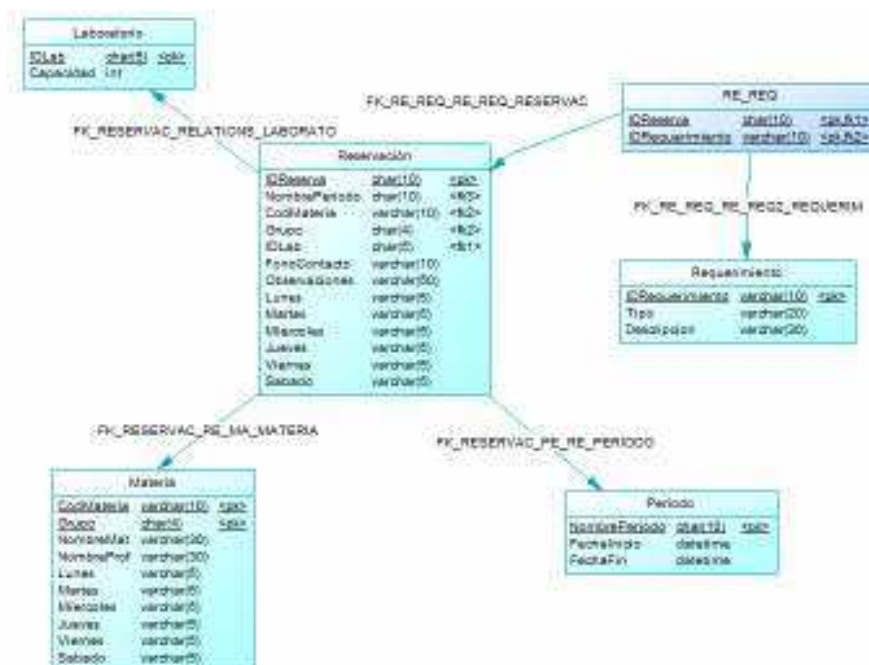 Laboratorio
IDLab char(5) <pk>
Capacidad int
FK_RESERVAC_RELATIONS_LABORATO
FK_RE_REQ_RE_REQ_RESERVAC
RE_REQ
IDReserva char(10) <pk,fk1>
IDRequerimiento varchar(10) <pk,fk2>
Reservación
IDReserva char(10) <pk>
NombrePeriodo char(10) <fk3>
CodMateria varchar(10) <fk2>
Grupo char(4) <fk2>
IDLab char(5) <fk1>
FonoContacto varchar(10)
Observaciones varchar(50)
Lunes varchar(5)
Martes varchar(5)
Miercoles varchar(5)
Jueves varchar(5)
Viernes varchar(5)
Sabado varchar(5)
FK_RE_REQ_RE_REQ2_REQUERIM
Requerimiento
IDRequerimiento varchar(10) <pk>
Tipo varchar(20)
Descripcion varchar(30)
FK_RESERVAC_RE_MA_MATERIA
FK_RESERVAC_PE_RE_PERIODO
Materia
CodMateria varchar(10) <pk>
Grupo char(4) <pk>
NombreMat varchar(30)
NombreProf varchar(30)
Lunes varchar(5)
Martes varchar(5)
Miercoles varchar(5)
Jueves varchar(5)
Viernes varchar(5)
Sabado varchar(5)
Periodo
NombrePeriodo char(10) <pk>
FechaInicio datetime
FechaFin datetime